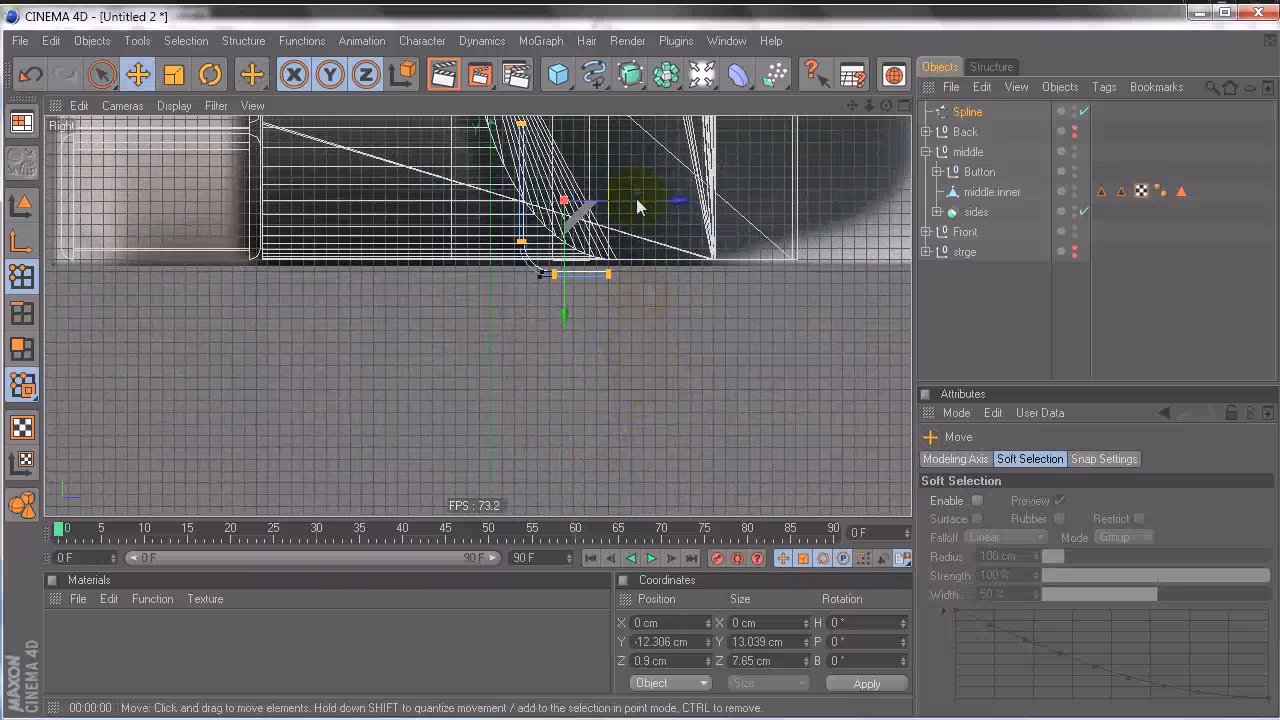 CINEMA 4D - [Untitled 2 *]
File Edit Objects Tools Selection Structure Functions Animation Camera Character Dynamics MoGraph Hair Render Plugins Window Help
Objects Structure
File Edit View Objects Tags Bookmarks
Edit Cameras Display Filter View
Right
Spline
Back
middle
Button
middle.inner
sides
Front
strge
FPS : 73.2
Attributes
Mode Edit User Data
Move
Modeling Axis Soft Selection Snap Settings
Soft Selection
Enable Preview
Surface Rubber Restrict
Falloff Linear Mode Group
Radius 100 cm
Strength 100 %
Width 50 %
0 5 10 15 20 25 30 35 40 45 50 55 60 65 70 75 80 85 90 0 F
0 F 0 F 90 F 90 F
Materials
File Edit Function Texture
Coordinates
Position Size Rotation
X 0 cm X 0 cm H 0 °
Y -12.306 cm Y 13.039 cm P 0 °
Z 0.9 cm Z 7.65 cm B 0 °
Object Size Apply
MAXON CINEMA 4D
00:00:00 Move: Click and drag to move elements. Hold down SHIFT to quantize movement / add to the selection in point mode, CTRL to remove.